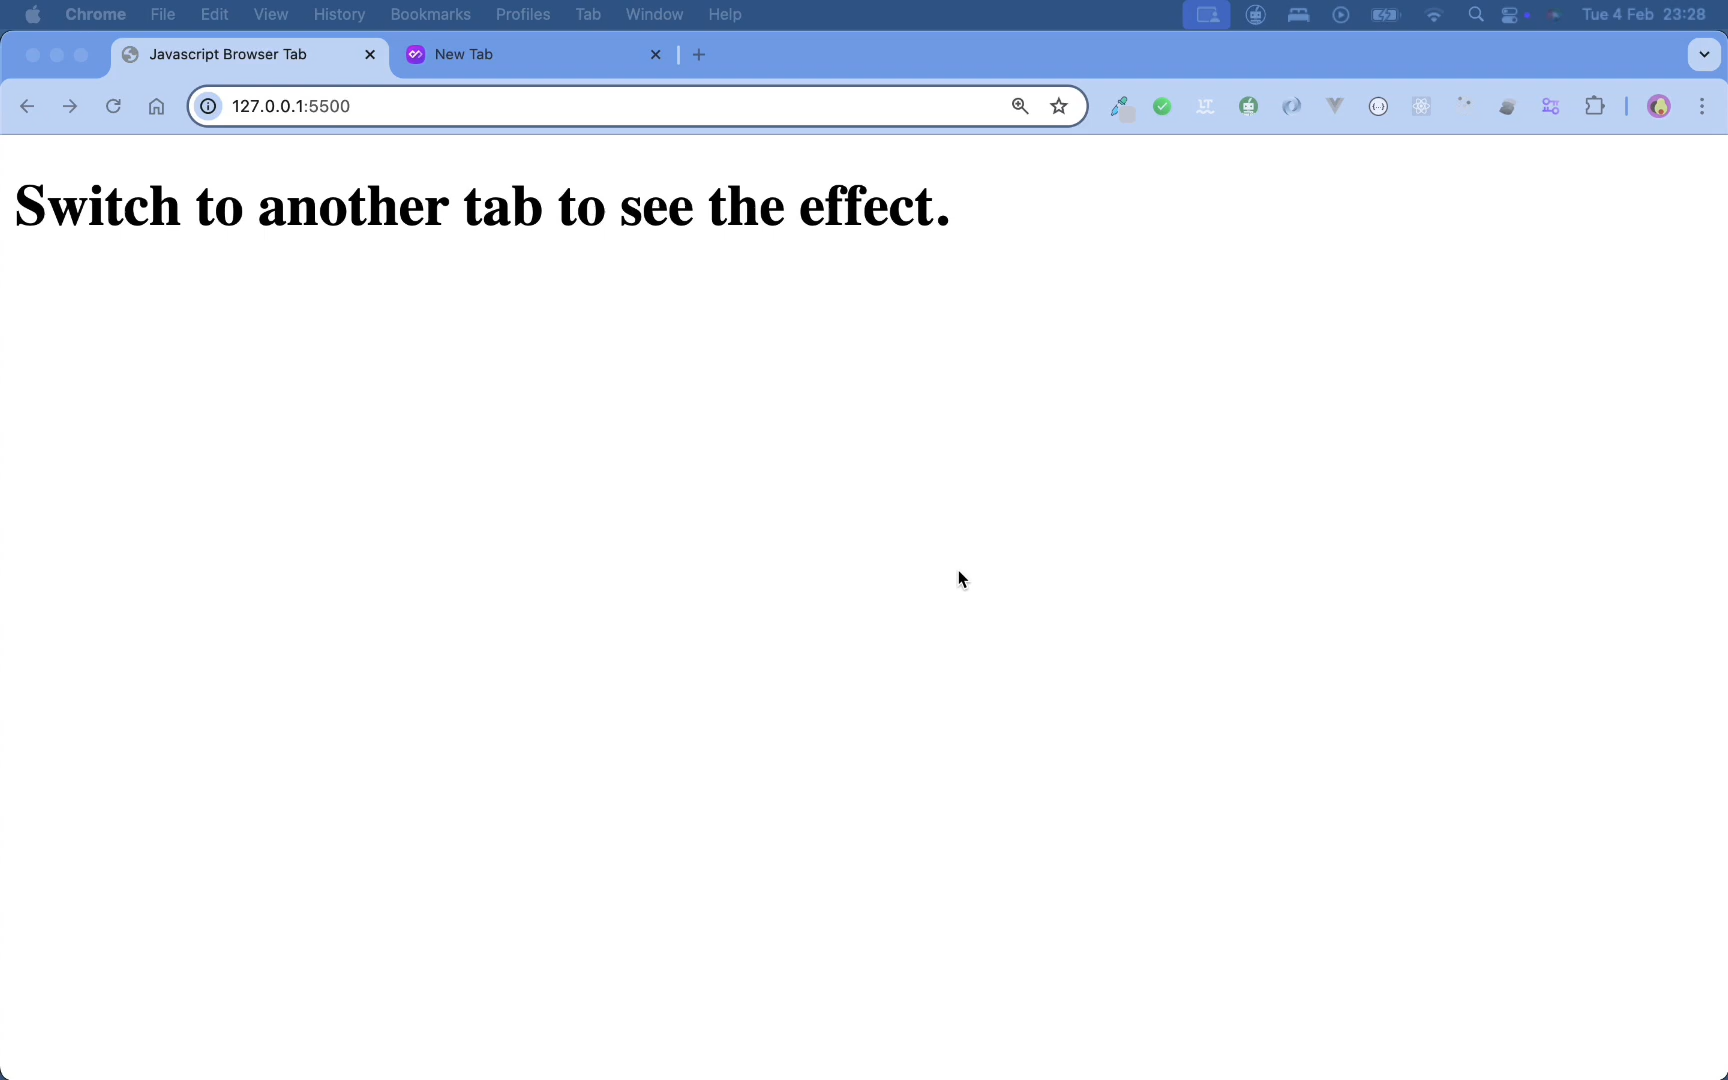 Chrome File Edit View History Bookmarks Profiles Tab Window Help Tue 4 Feb 23:28
Javascript Browser Tab New Tab
127.0.0.1:5500
Switch to another tab to see the effect.